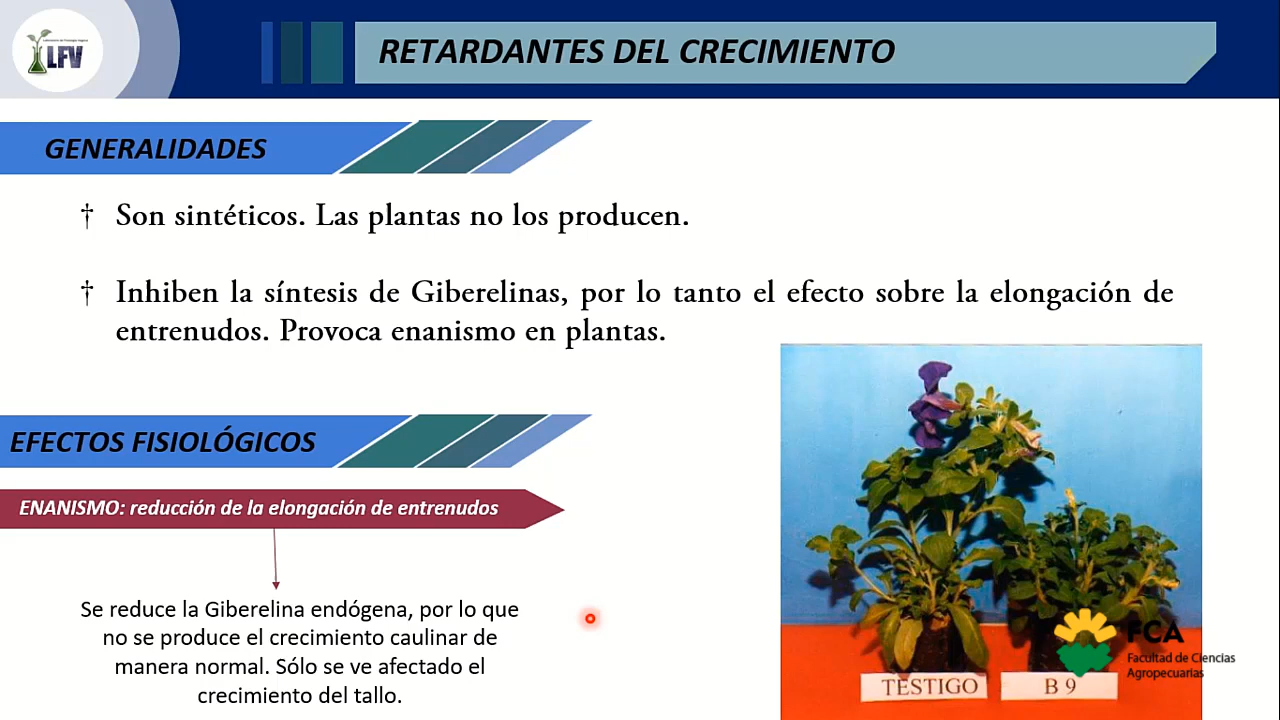 LFV
RETARDANTES DEL CRECIMIENTO
GENERALIDADES
† Son sintéticos. Las plantas no los producen.
† Inhiben la síntesis de Giberelinas, por lo tanto el efecto sobre la elongación de
entrenudos. Provoca enanismo en plantas.
EFECTOS FISIOLÓGICOS
ENANISMO: reducción de la elongación de entrenudos
Se reduce la Giberelina endógena, por lo que
no se produce el crecimiento caulinar de
manera normal. Sólo se ve afectado el
crecimiento del tallo.
TESTIGO
B 9
FCA
Facultad de Ciencias
Agropecuarias